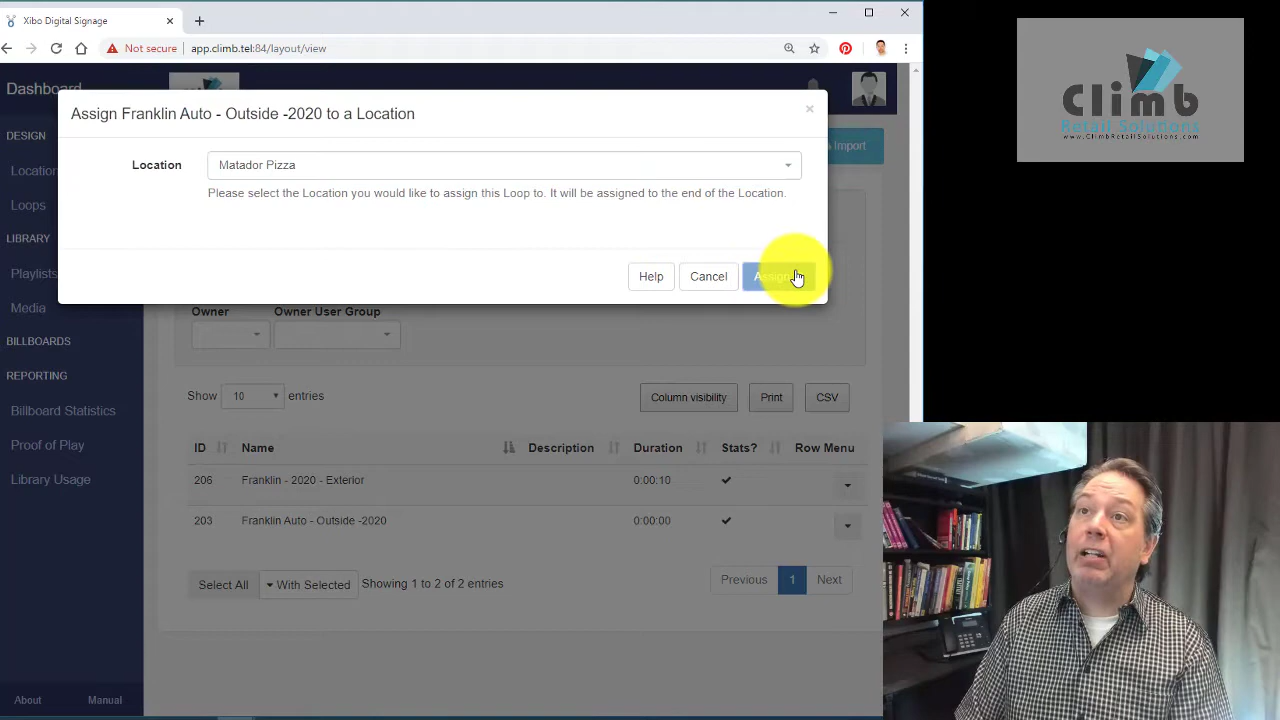 Xibo Digital Signage
Not secure app.climb.tel:84/layout/view
Dashboard
Assign Franklin Auto - Outside -2020 to a Location
×
Location Matador Pizza
Please select the Location you would like to assign this Loop to. It will be assigned to the end of the Location.
Help Cancel Assign
DESIGN
Location
Loops
LIBRARY
Playlists
Media
BILLBOARDS
REPORTING
Billboard Statistics
Proof of Play
Library Usage
About Manual
Import
Owner Owner User Group
Show 10 entries
Column visibility Print CSV
ID Name Description Duration Stats? Row Menu
206 Franklin - 2020 - Exterior 0:00:10
203 Franklin Auto - Outside -2020 0:00:00
Select All With Selected Showing 1 to 2 of 2 entries
Previous 1 Next
Climb
Retail Solutions
www.ClimbRetailSolutions.com